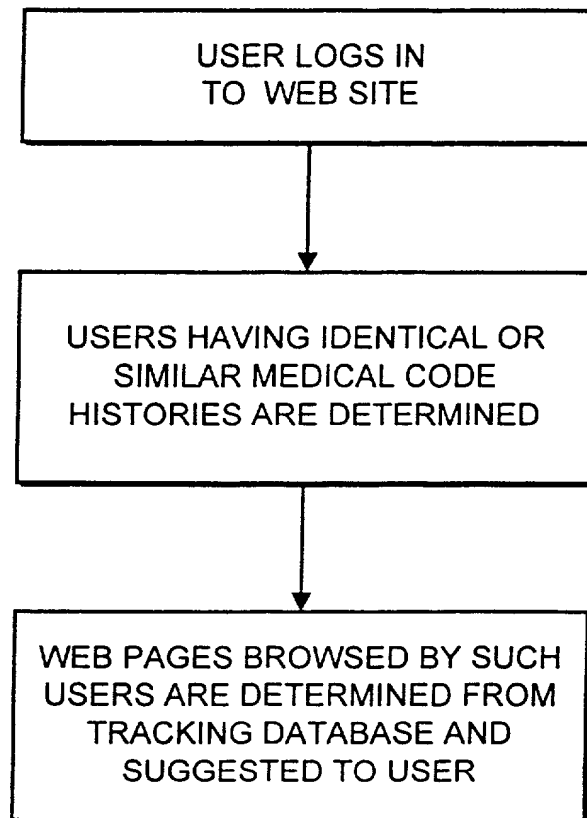 USER LOGS IN
TO WEB SITE
USERS HAVING IDENTICAL OR
SIMILAR MEDICAL CODE
HISTORIES ARE DETERMINED
WEB PAGES BROWSED BY SUCH
USERS ARE DETERMINED FROM
TRACKING DATABASE AND
SUGGESTED TO USER